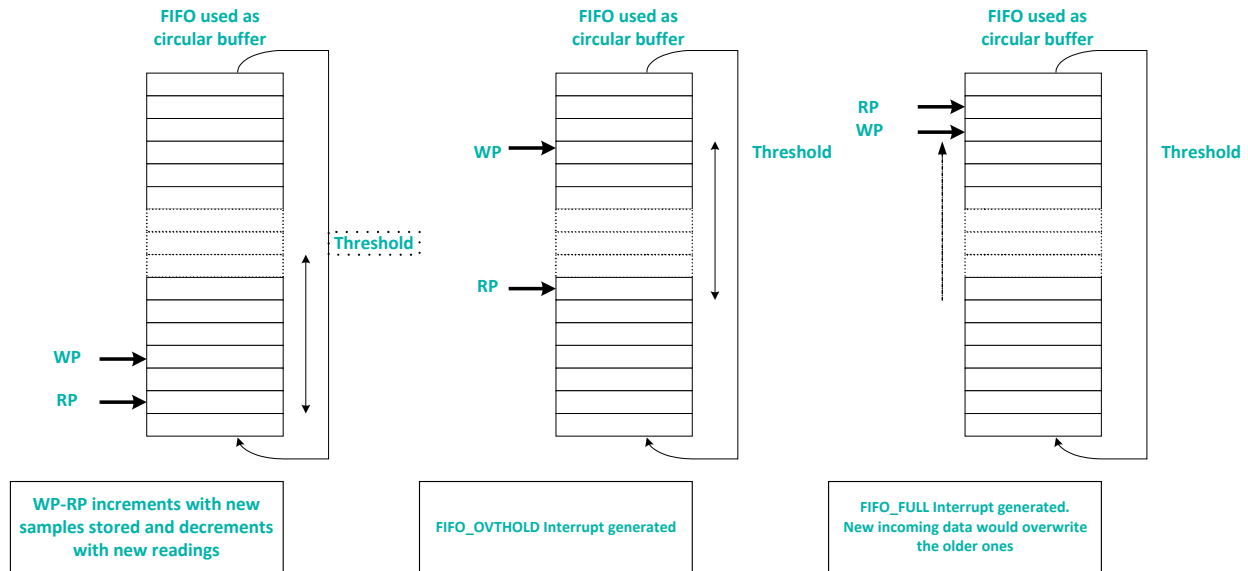 FIFO used as
circular buffer
Threshold
WP
RP
WP-RP increments with new
samples stored and decrements
with new readings
FIFO used as
circular buffer
WP
Threshold
RP
FIFO_OVTHOLD Interrupt generated
FIFO used as
circular buffer
RP
WP
Threshold
FIFO_FULL Interrupt generated.
New incoming data would overwrite
the older ones